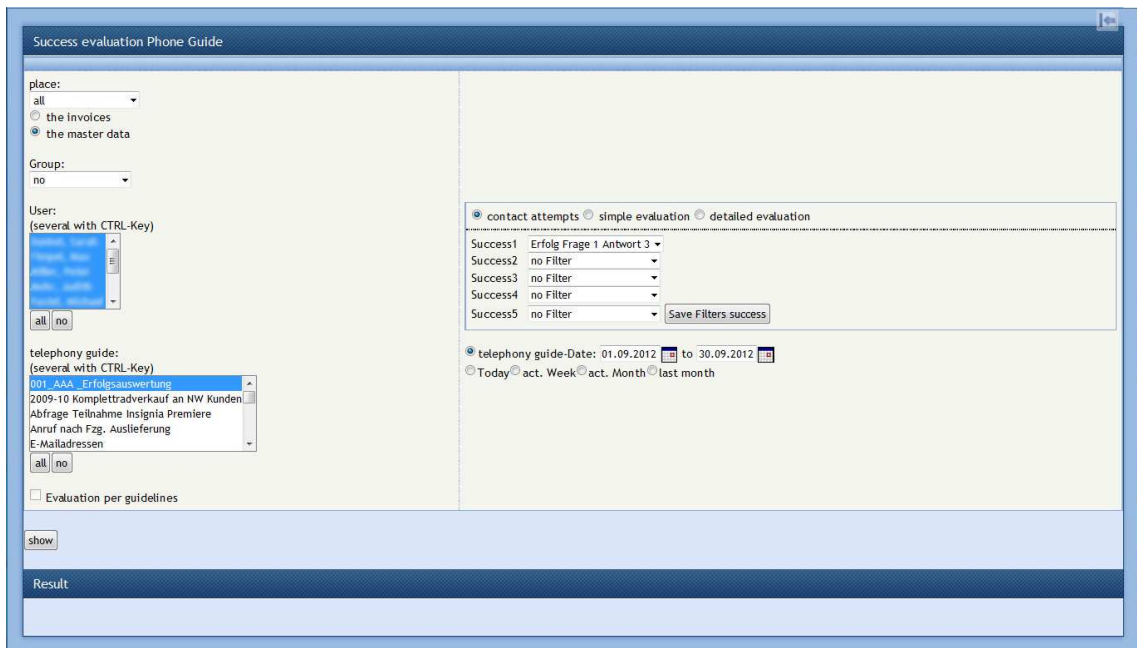 Success evaluation Phone Guide
place:
all
the invoices
the master data
Group:
no
User:
(several with CTRL-Key)
all no
telephony guide:
(several with CTRL-Key)
001_AAA _Erfolgsauswertung
2009-10 Komplettradverkauf an NW Kunden
Abfrage Teilnahme Insignia Premiere
Anruf nach Fzg. Auslieferung
E-Mailadressen
all no
Evaluation per guidelines
contact attempts simple evaluation detailed evaluation
Success1 Erfolg Frage 1 Antwort 3
Success2 no Filter
Success3 no Filter
Success4 no Filter
Success5 no Filter Save Filters success
telephony guide-Date: 01.09.2012 to 30.09.2012
Today act. Week act. Month last month
show
Result